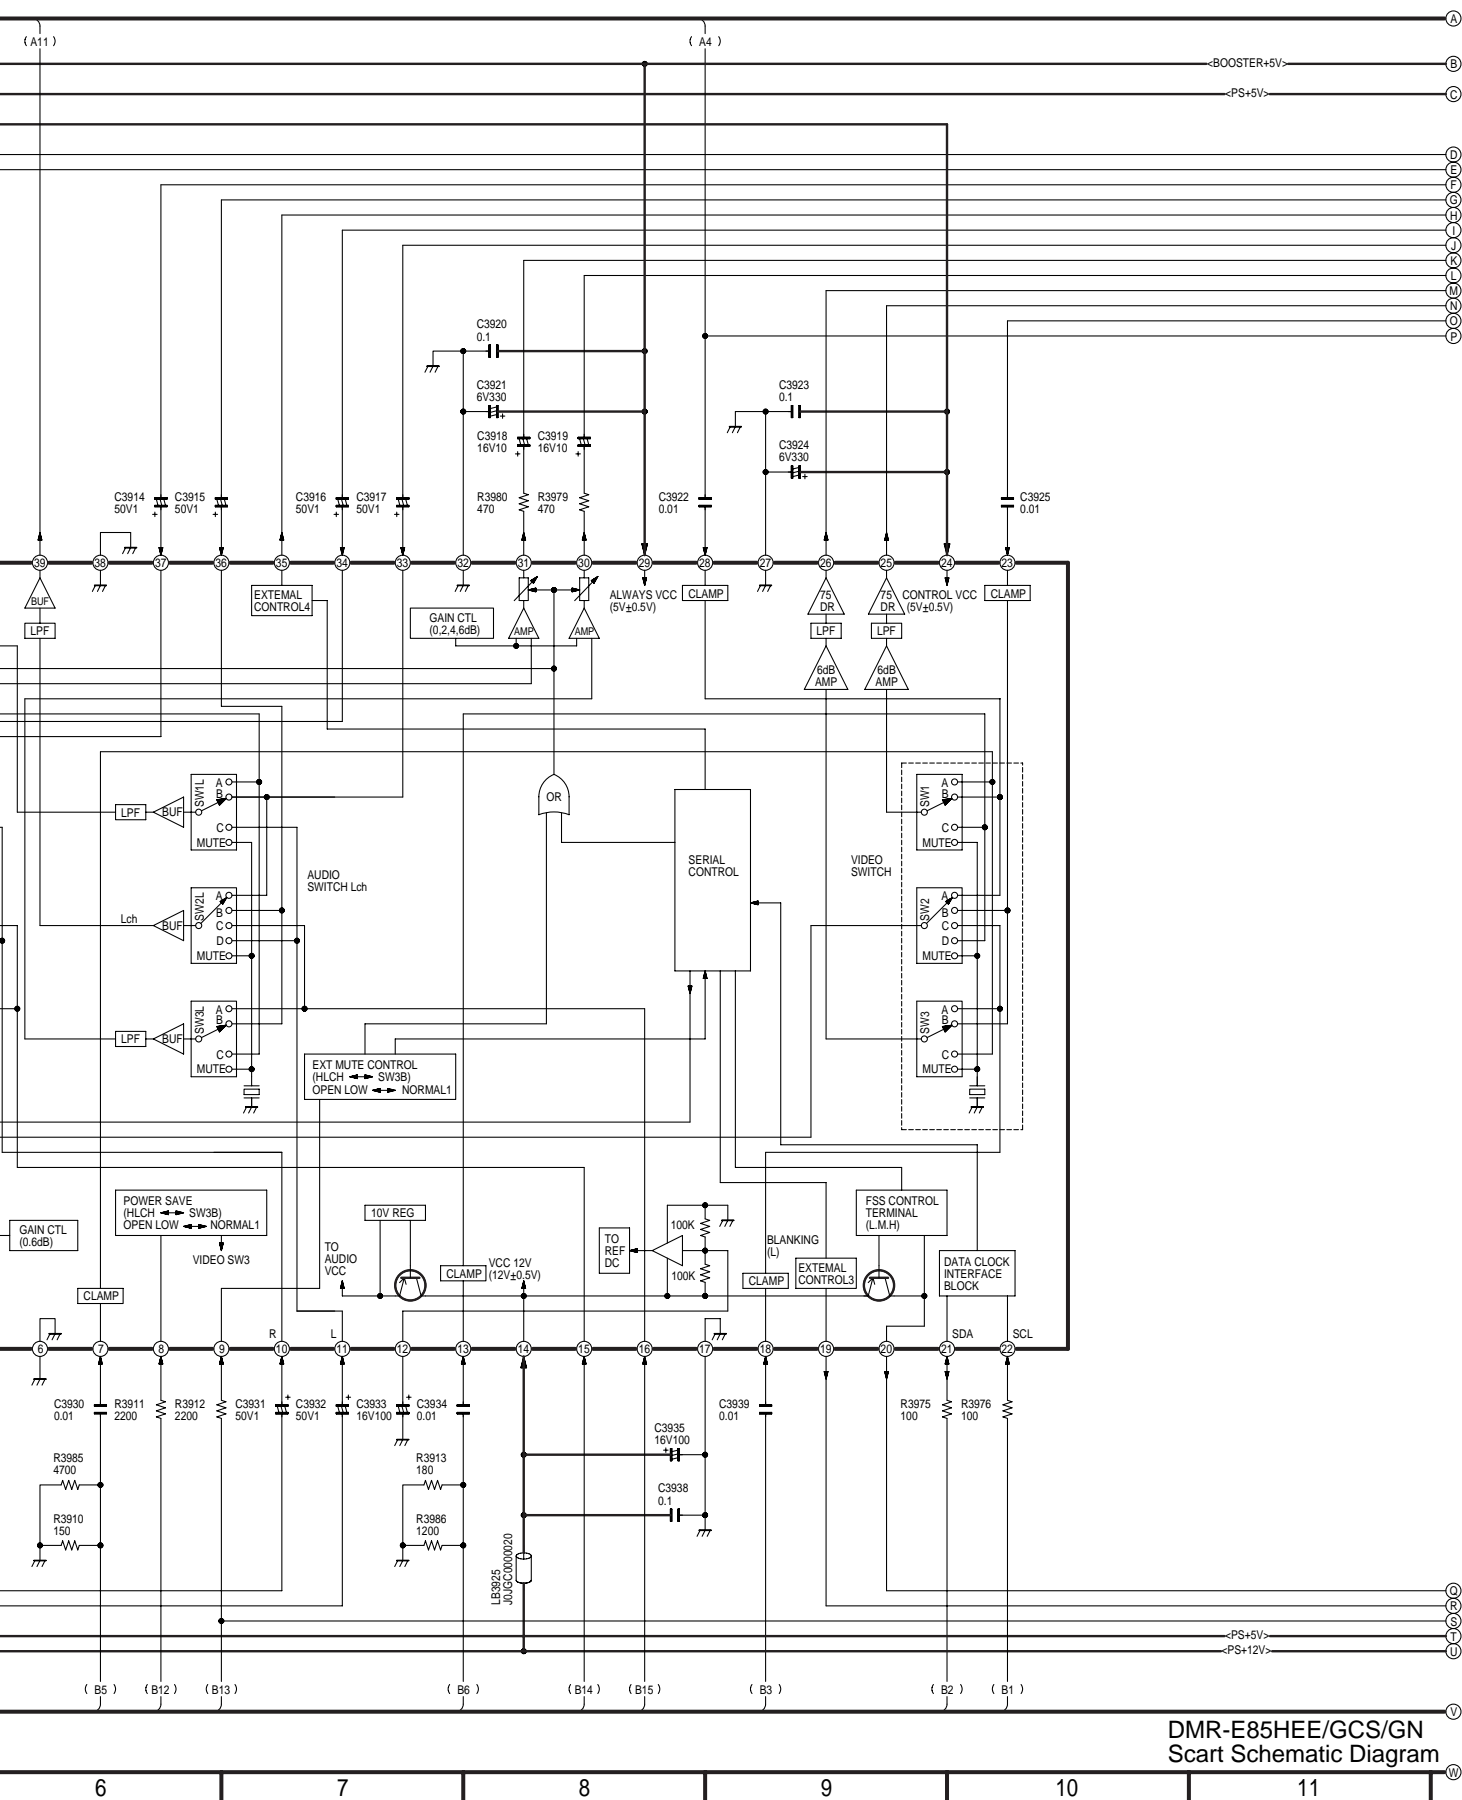 ( A11 )
( A4 )
A
<BOOSTER+5V>
B
<PS+5V>
C
D
E
F
G
H
I
J
K
L
M
N
O
P
C3920
0.1
C3921
6V330
C3923
0.1
C3918
16V10
C3919
16V10
C3924
6V330
C3914
50V1
C3915
50V1
C3916
50V1
C3917
50V1
R3980
470
R3979
470
C3922
0.01
C3925
0.01
39 38 37 36 35 34 33 32 31 30 29 28 27 26 25 24 23
BUF
LPF
EXTEMAL
CONTROL4
GAIN CTL
(0,2,4,6dB)
AMP
AMP
ALWAYS VCC
(5V±0.5V)
CLAMP
75
DR
75
DR
CONTROL VCC
(5V±0.5V)
CLAMP
LPF
LPF
6dB
AMP
6dB
AMP
LPF
BUF
SW1L
A
B
C
MUTE
OR
SW1
A
B
C
MUTE
AUDIO
SWITCH Lch
SERIAL
CONTROL
VIDEO
SWITCH
Lch
BUF
SW2L
A
B
C
D
MUTE
SW2
A
B
C
D
MUTE
LPF
BUF
SW3L
A
B
C
MUTE
SW3
A
B
C
MUTE
EXT MUTE CONTROL
(HLCH SW3B)
OPEN LOW NORMAL1
POWER SAVE
(HLCH SW3B)
OPEN LOW NORMAL1
GAIN CTL
(0.6dB)
VIDEO SW3
10V REG
TO
AUDIO
VCC
CLAMP
VCC 12V
(12V±0.5V)
TO
REF
DC
100K
100K
BLANKING
(L)
CLAMP
EXTEMAL
CONTROL3
FSS CONTROL
TERMINAL
(L.M.H)
DATA CLOCK
INTERFACE
BLOCK
CLAMP
R
L
SDA
SCL
6 7 8 9 10 11 12 13 14 15 16 17 18 19 20 21 22
C3930
0.01
R3911
2200
R3912
2200
C3931
50V1
C3932
50V1
C3933
16V100
C3934
0.01
C3939
0.01
R3975
100
R3976
100
C3935
16V100
R3985
4700
R3913
180
C3938
0.1
R3910
150
R3986
1200
LB3925
J0JGC0000020
Q
R
S
<PS+5V>
T
<PS+12V>
U
( B5 )
( B12 )
( B13 )
( B6 )
( B14 )
( B15 )
( B3 )
( B2 )
( B1 )
V
DMR-E85HEE/GCS/GN
Scart Schematic Diagram
W
6 7 8 9 10 11